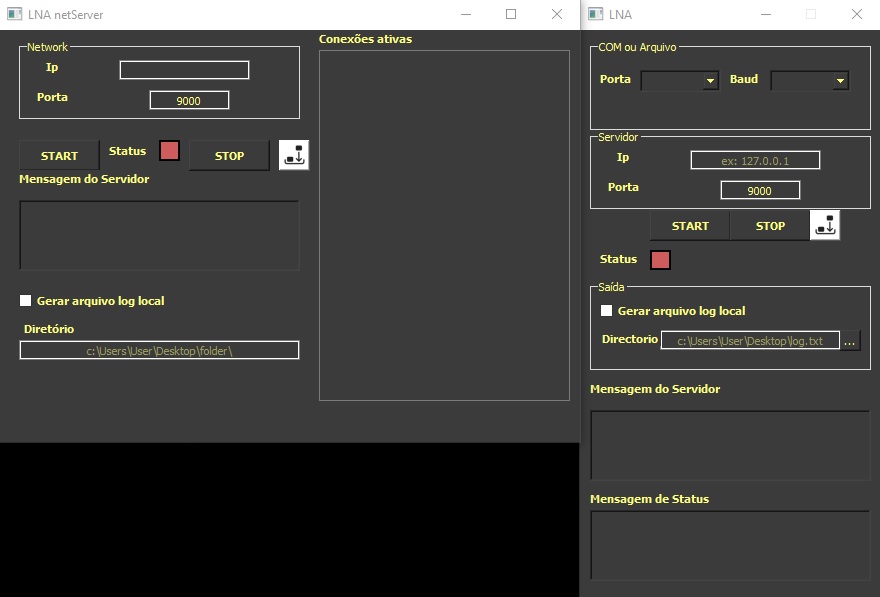 LNA netServer
Network
Ip
Porta
9000
START
Status
STOP
Mensagem do Servidor
Gerar arquivo log local
Diretório
c:\Users\User\Desktop\folder\
Conexões ativas
LNA
COM ou Arquivo
Porta
Baud
Servidor
Ip
ex: 127.0.0.1
Porta
9000
START
STOP
Status
Saída
Gerar arquivo log local
Directorio
c:\Users\User\Desktop\log.txt
...
Mensagem do Servidor
Mensagem de Status